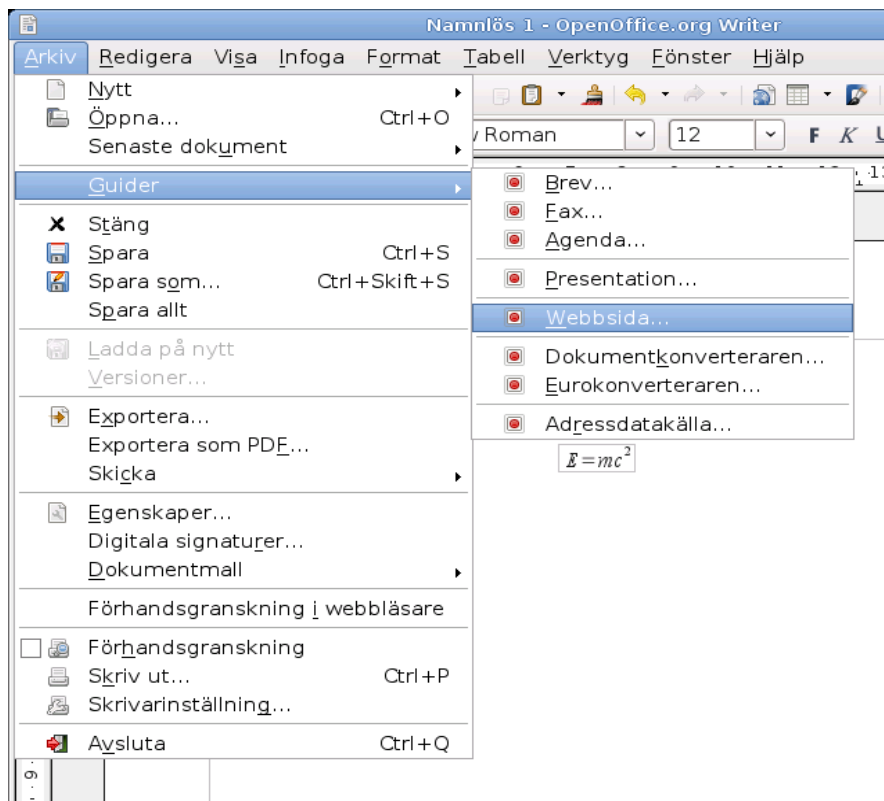 Namnlös 1 - OpenOffice.org Writer
Arkiv Redigera Visa Infoga Format Tabell Verktyg Fönster Hjälp
Nytt
Öppna... Ctrl+O
Senaste dokument
Guider
Stäng
Spara Ctrl+S
Spara som... Ctrl+Skift+S
Spara allt
Ladda på nytt
Versioner...
Exportera...
Exportera som PDF...
Skicka
Egenskaper...
Digitala signaturer...
Dokumentmall
Förhandsgranskning i webbläsare
Förhandsgranskning
Skriv ut... Ctrl+P
Skrivarinställning...
Avsluta Ctrl+Q
Roman 12 F K U
Brev...
Fax...
Agenda...
Presentation...
Webbsida...
Dokumentkonverteraren...
Eurokonverteraren...
Adressdatakälla...
E=mc²
9